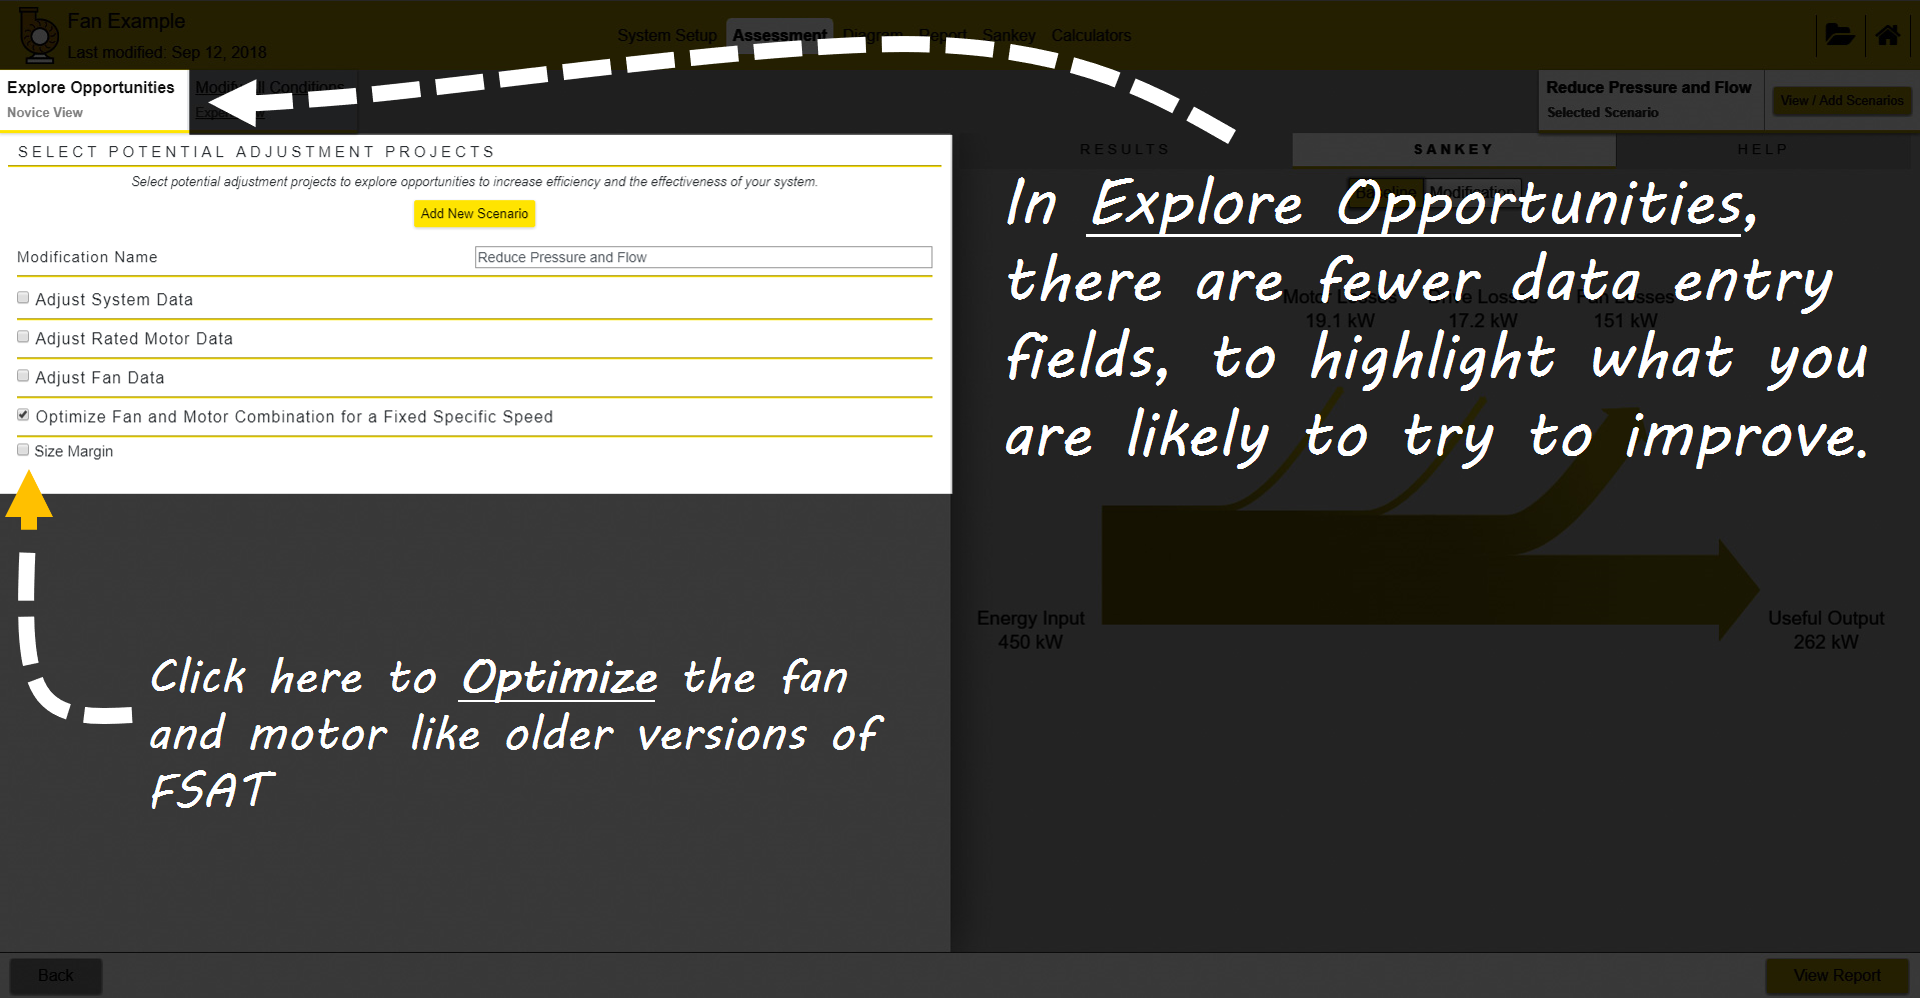 Fan Example
Last modified: Sep 12, 2018
System Setup Assessment Diagram Report Sankey Calculators
Explore Opportunities
Novice View
Modify All Conditions
Expert View
Reduce Pressure and Flow
Selected Scenario
View / Add Scenarios
SELECT POTENTIAL ADJUSTMENT PROJECTS
Select potential adjustment projects to explore opportunities to increase efficiency and the effectiveness of your system.
Add New Scenario
Modification Name
Reduce Pressure and Flow
Adjust System Data
Adjust Rated Motor Data
Adjust Fan Data
Optimize Fan and Motor Combination for a Fixed Specific Speed
Size Margin
RESULTS SANKEY HELP
Baseline Modification
In Explore Opportunities,
there are fewer data entry
fields, to highlight what you
are likely to try to improve.
Motor Losses
19.1 kW
Drive Losses
17.2 kW
Fan Losses
151 kW
Energy Input
450 kW
Useful Output
262 kW
Click here to Optimize the fan
and motor like older versions of
FSAT
Back
View Report